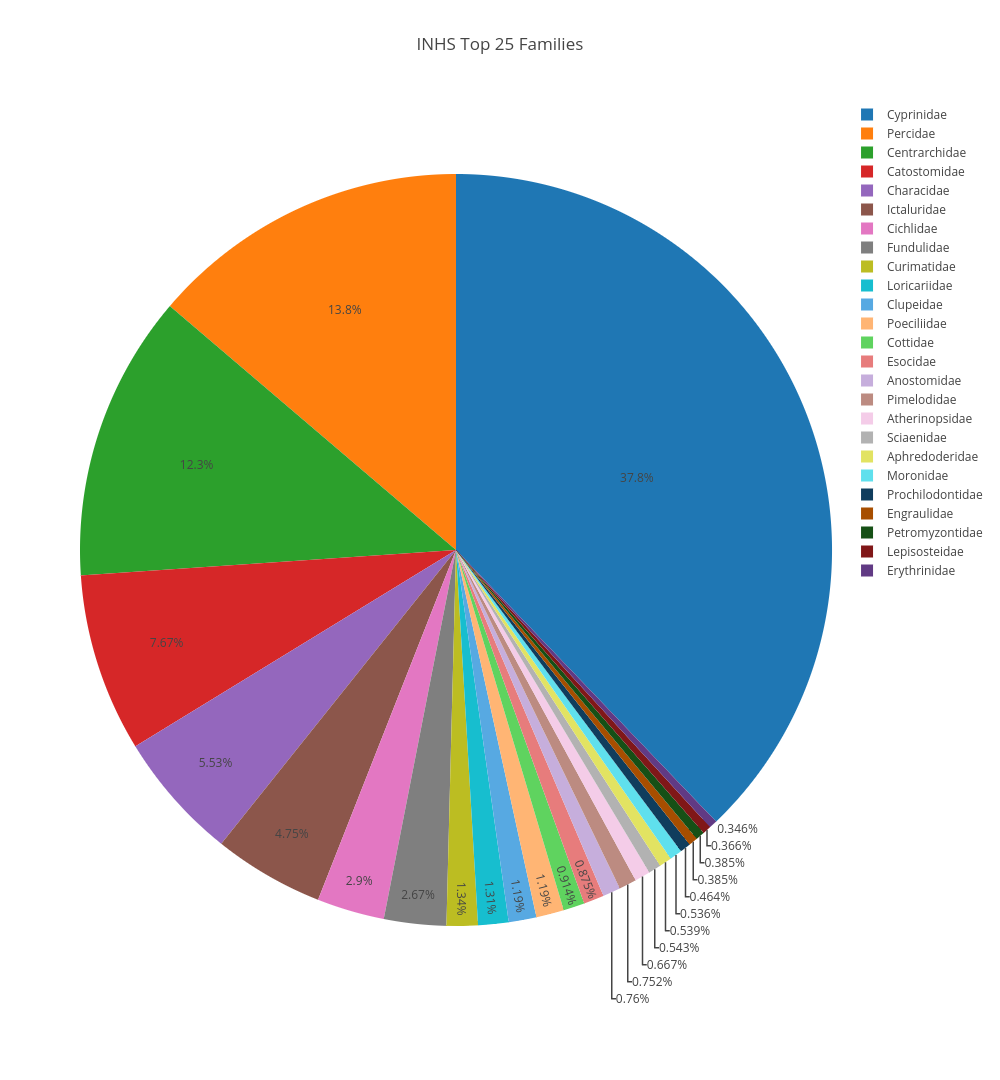 INHS Top 25 Families
Cyprinidae
Percidae
Centrarchidae
Catostomidae
Characidae
Ictaluridae
Cichlidae
Fundulidae
Curimatidae
Loricariidae
Clupeidae
Poeciliidae
Cottidae
Esocidae
Anostomidae
Pimelodidae
Atherinopsidae
Sciaenidae
Aphredoderidae
Moronidae
Prochilodontidae
Engraulidae
Petromyzontidae
Lepisosteidae
Erythrinidae
37.8%
13.8%
12.3%
7.67%
5.53%
4.75%
2.9%
2.67%
1.34%
1.31%
1.19%
1.19%
0.914%
0.875%
0.76%
0.752%
0.667%
0.543%
0.539%
0.536%
0.464%
0.385%
0.385%
0.366%
0.346%